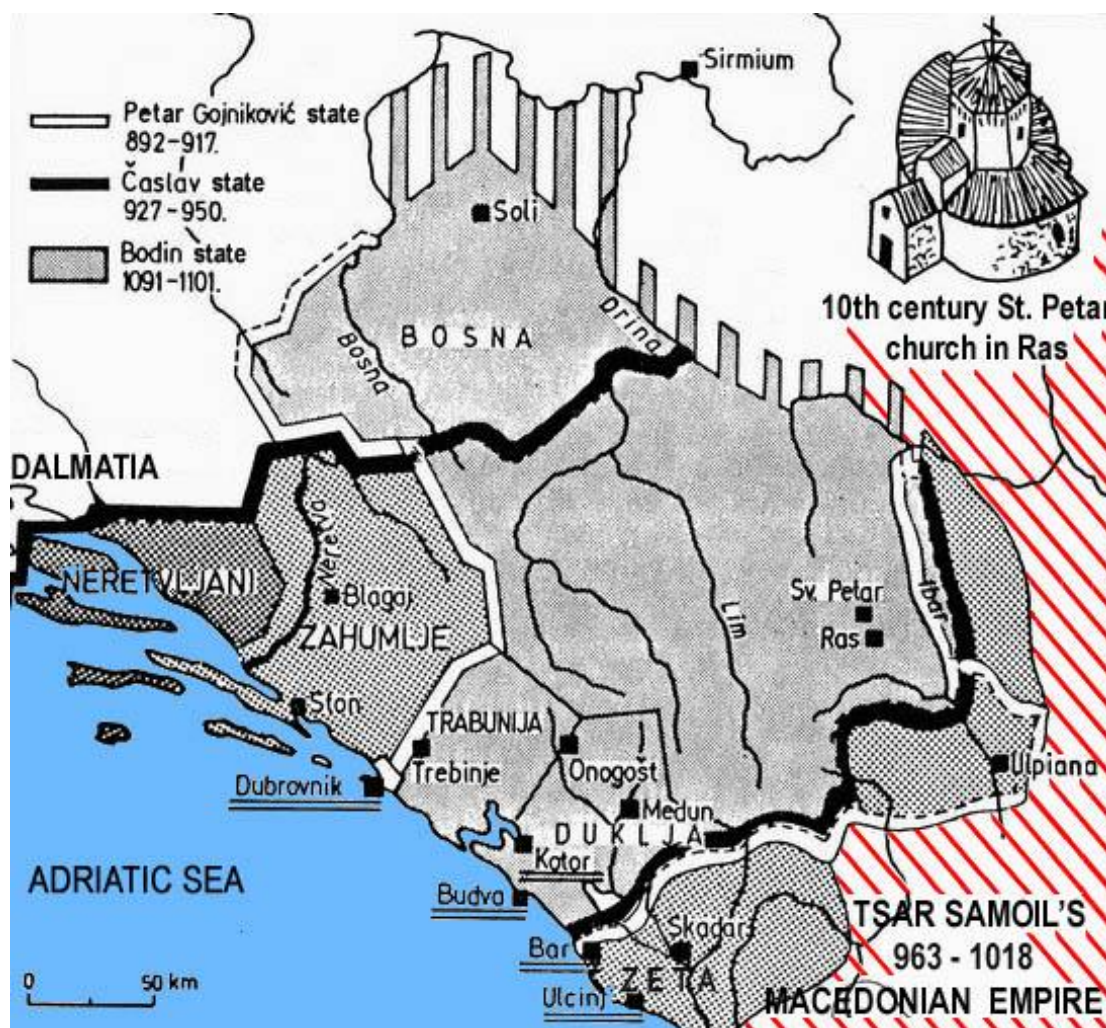 Sirmium
Petar Gojniković state
892-917.
Časlav state
927-950.
Bodin state
1091-1101.
Soli
10th century St. Petar
church in Ras
Drina
BOSNA
Bosna
DALMATIA
Neretva
NERETVLJANI
Blagaj
ZAHUMLJE
Lim
Sv. Petar
Ras
Ibar
Ston
TRABUNIJA
Trebinje
Onogošt
Ulpiana
Dubrovnik
Medun
DUKLJA
Kotor
ADRIATIC SEA
Budva
Skadar
Bar
ZETA
Ulcinj
TSAR SAMOIL'S
963 - 1018
MACEDONIAN EMPIRE
0 50 km